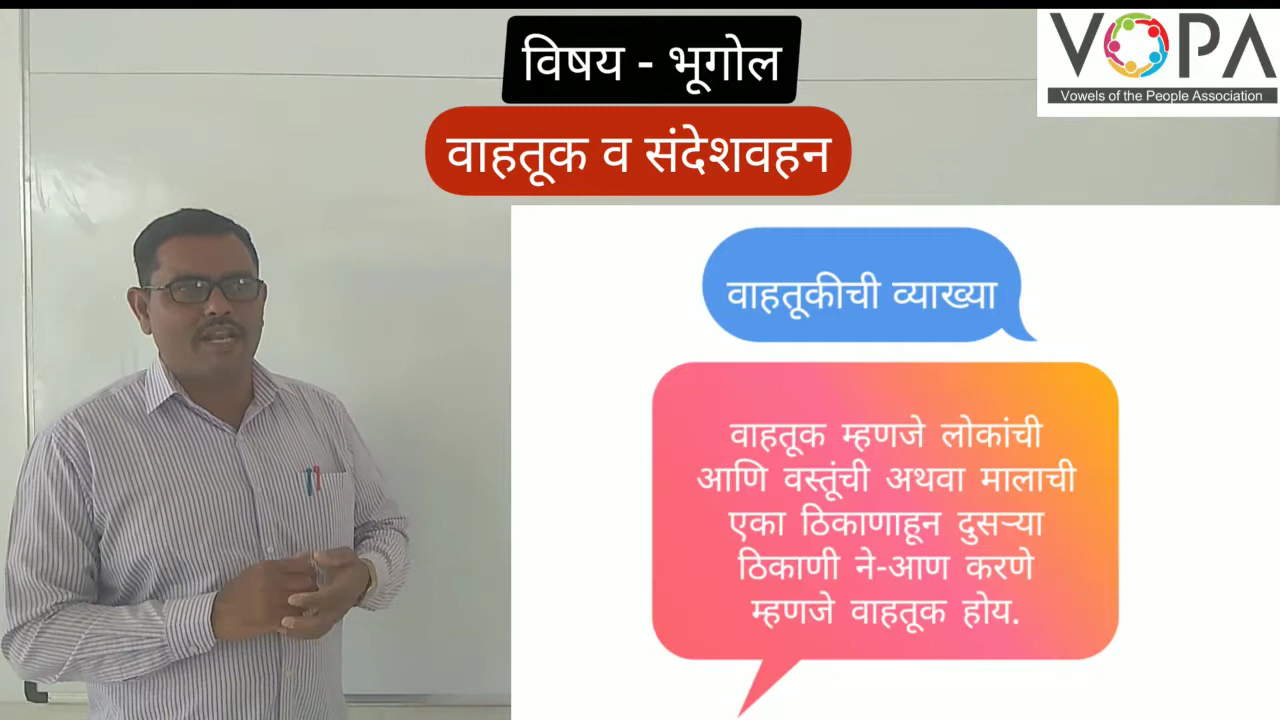 विषय - भूगोल
VOPA
Vowels of the People Association
वाहतूक व संदेशवहन
वाहतूकीची व्याख्या
वाहतूक म्हणजे लोकांची
आणि वस्तूंची अथवा मालाची
एका ठिकाणाहून दुसऱ्या
ठिकाणी ने-आण करणे
म्हणजे वाहतूक होय.